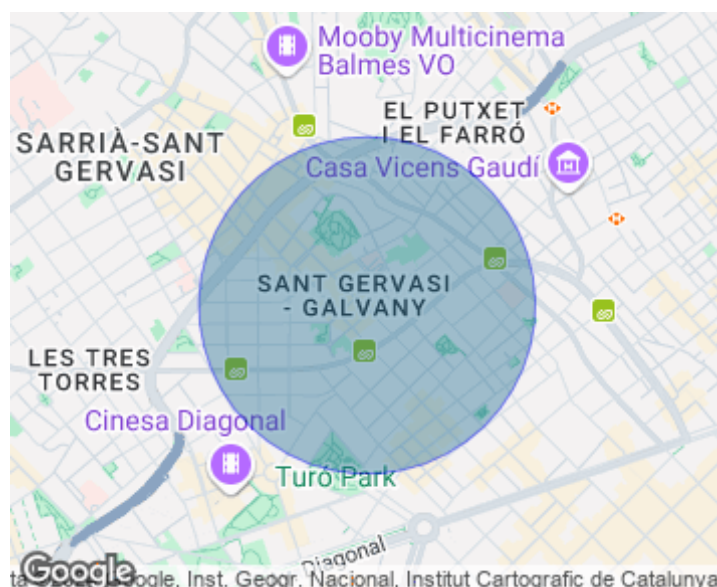 Mooby Multicinema
Balmes VO
EL PUTXET
I EL FARRÓ
SARRIÀ-SANT
GERVASI
Casa Vicens Gaudí
SANT GERVASI
- GALVANY
LES TRES
TORRES
Cinesa Diagonal
Turó Park
Diagonal
Google
Google, Inst. Geogr. Nacional, Institut Cartografic de Catalunya